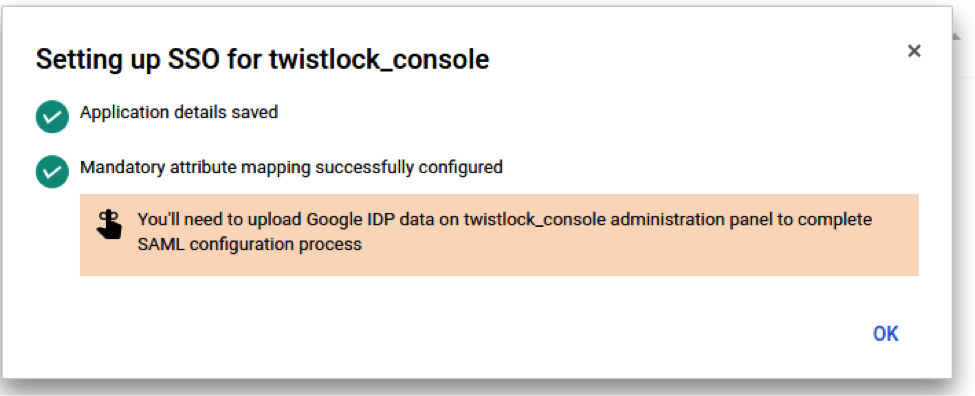 Setting up SSO for twistlock_console
Application details saved
Mandatory attribute mapping successfully configured
You'll need to upload Google IDP data on twistlock_console administration panel to complete
SAML configuration process
OK